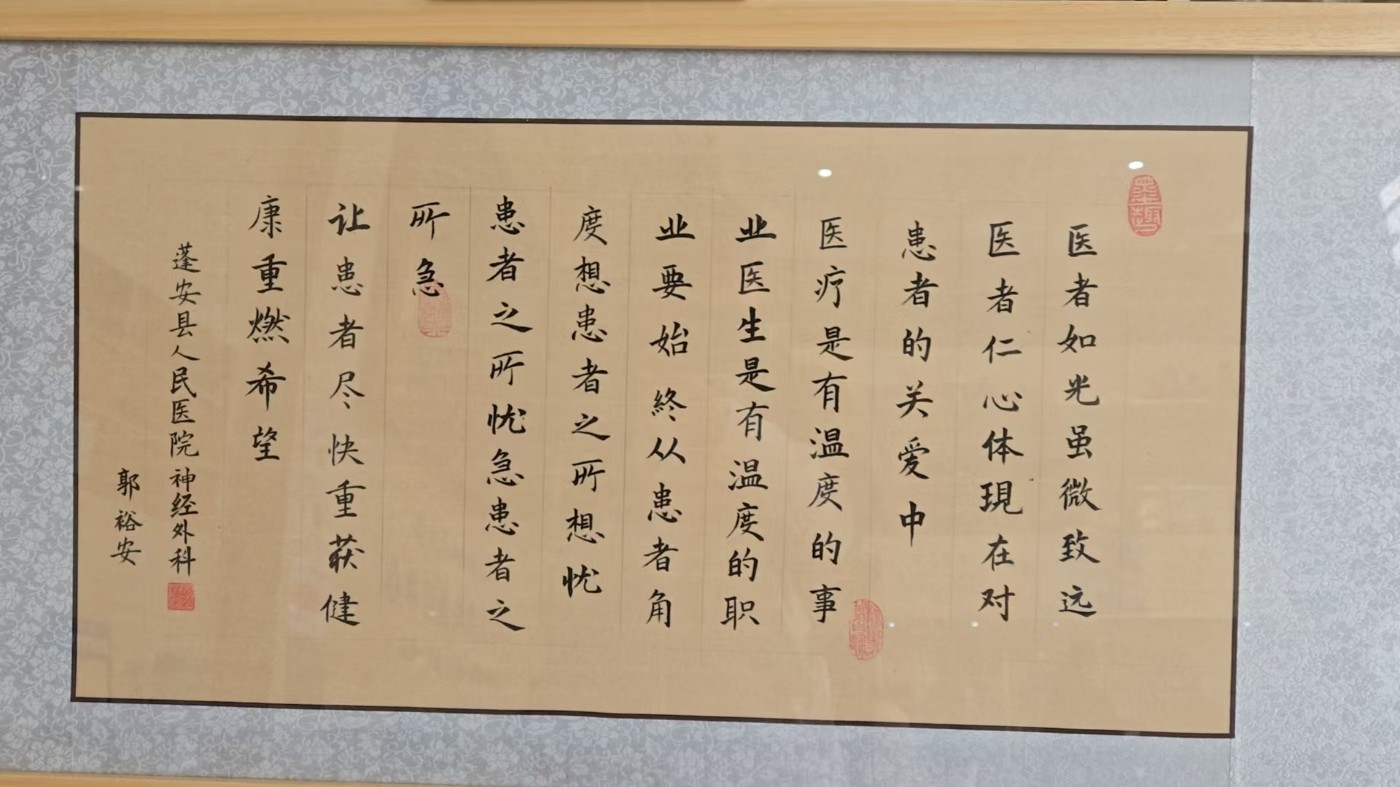 医者如光虽微致远
医者仁心体現在对
患者的关爱中
医疗是有温度的事
业医生是有温度的职
业要始終从患者角
度想患者之所想忧
患者之所忧急患者之
所急
让患者尽快重获健
康重燃希望
蓬安县人民医院神经外科
郭裕安